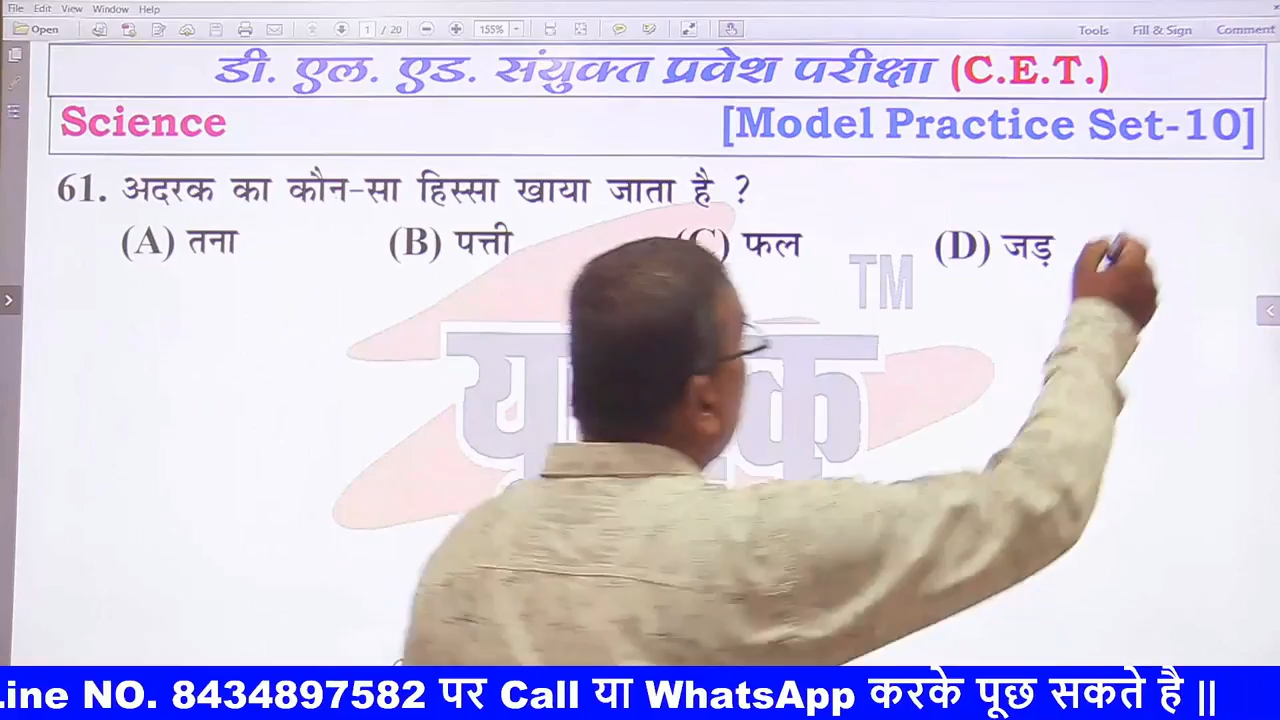 File Edit View Window Help
Open 1 / 20 155% Tools Fill & Sign Comment
डी. एल. एड. संयुक्त प्रवेश परीक्षा (C.E.T.)
Science [Model Practice Set-10]
61. अदरक का कौन-सा हिस्सा खाया जाता है ?
(A) तना (B) पत्ती (C) फल (D) जड़
TM
Line NO. 8434897582 पर Call या WhatsApp करके पूछ सकते है ||